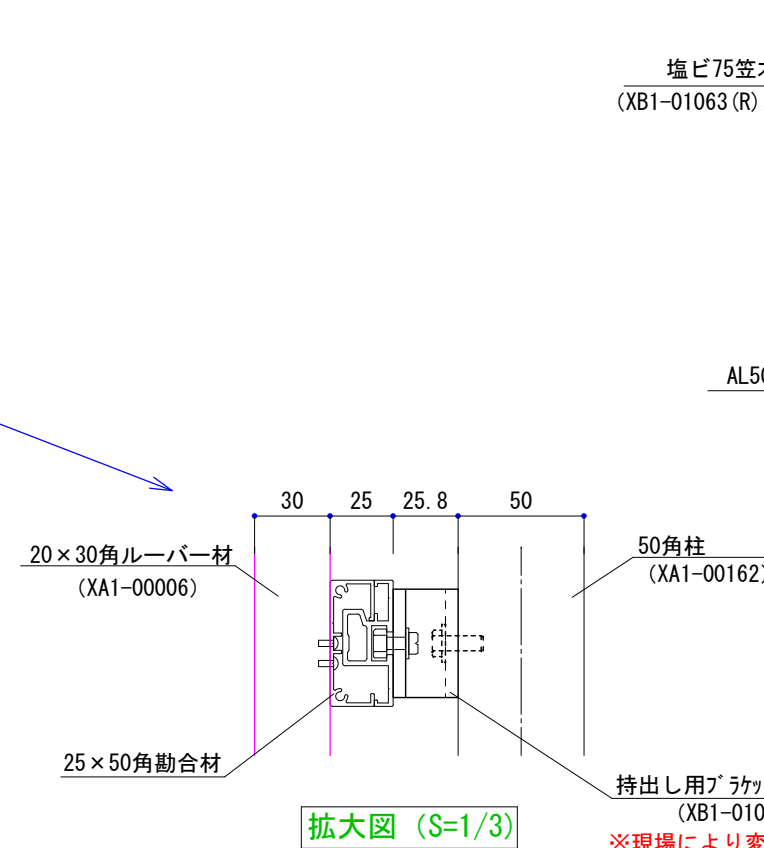 塩ビ75笠
(XB1-01063(R)
AL50
30 25 25.8 50
20×30角ルーバー材
(XA1-00006)
50角柱
(XA1-00162)
25×50角勘合材
持出し用ﾌﾞﾗｹｯ
(XB1-010
拡大図 (S=1/3)
※現場により変